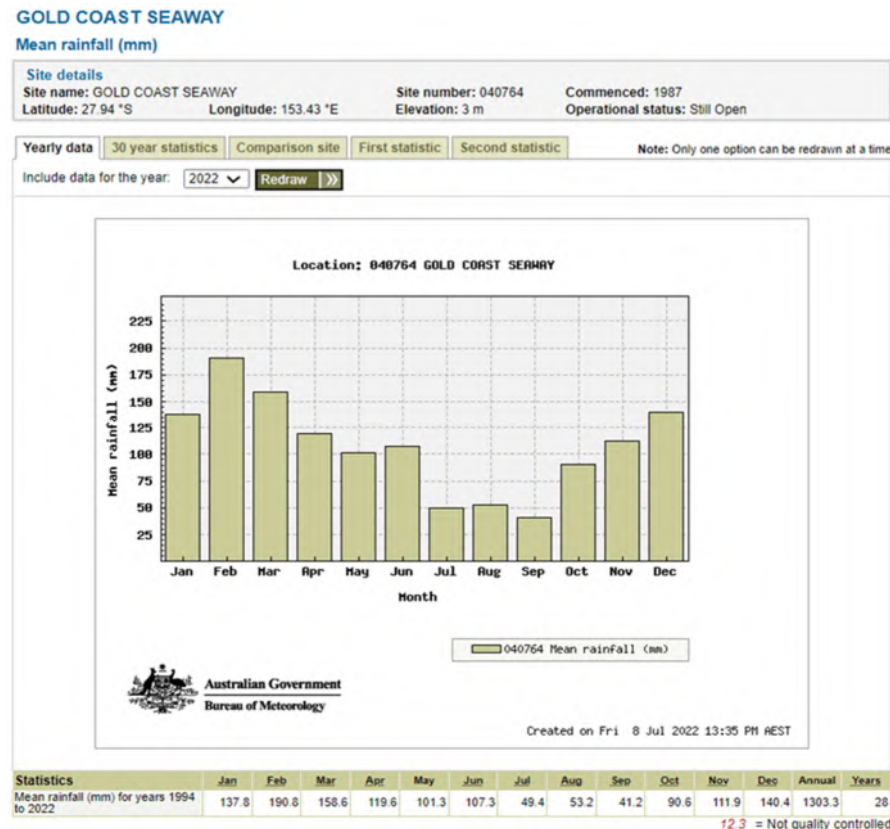 GOLD COAST SEAWAY
Mean rainfall (mm)
Site details
Site name: GOLD COAST SEAWAY Site number: 040764 Commenced: 1987
Latitude: 27.94 °S Longitude: 153.43 °E Elevation: 3 m Operational status: Still Open
Yearly data 30 year statistics Comparison site First statistic Second statistic Note: Only one option can be redrawn at a time
Include data for the year: 2022 Redraw
Location: 040764 GOLD COAST SEAWAY
Mean rainfall (mm)
225
200
175
150
125
100
75
50
25
Jan Feb Mar Apr May Jun Jul Aug Sep Oct Nov Dec
Month
040764 Mean rainfall (mm)
Australian Government
Bureau of Meteorology
Created on Fri 8 Jul 2022 13:35 PM AEST
Statistics Jan Feb Mar Apr May Jun Jul Aug Sep Oct Nov Dec Annual Years
Mean rainfall (mm) for years 1994
to 2022 137.8 190.8 158.6 119.6 101.3 107.3 49.4 53.2 41.2 90.6 111.9 140.4 1303.3 28
12.3 = Not quality controlled